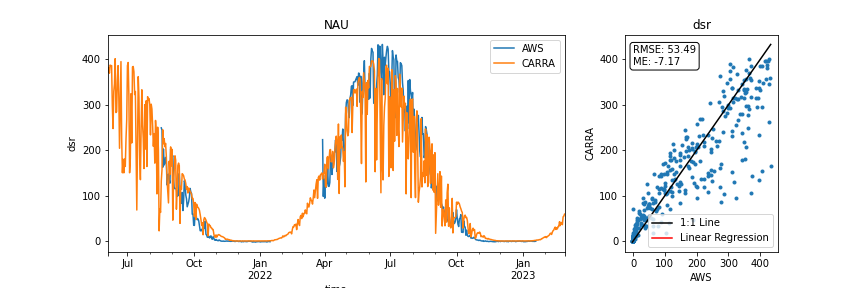 NAU
400
300
200
100
0
dsr
AWS
CARRA
Jul
Oct
Jan
2022
Apr
Jul
Oct
Jan
2023
time
dsr
RMSE: 53.49
ME: -7.17
400
300
200
100
0
CARRA
1:1 Line
Linear Regression
0
100
200
300
400
AWS